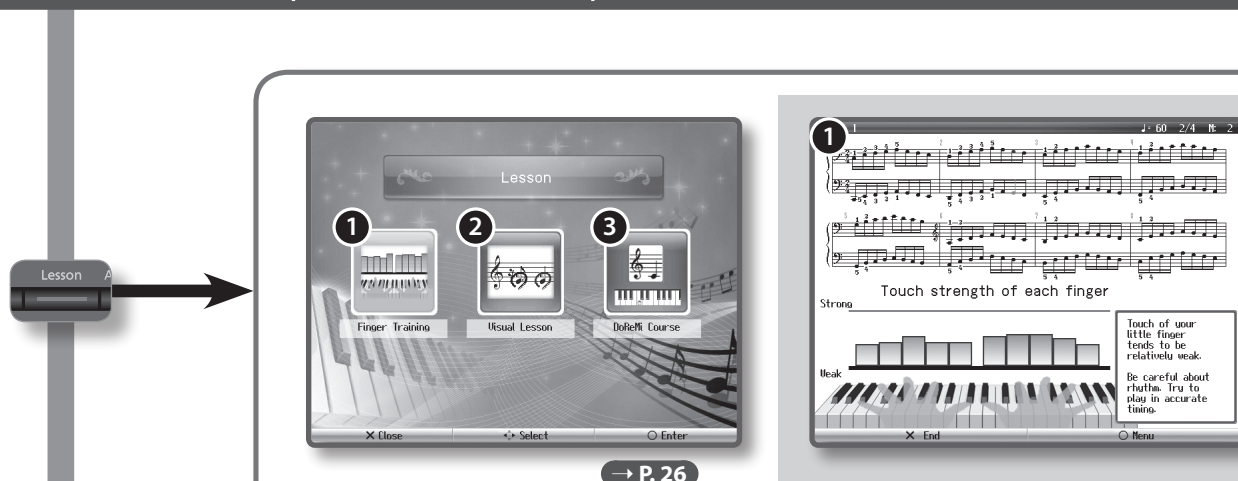 Lesson
Lesson
1
2
3
Finger Training
Visual Lesson
DoReMi Course
× Close
Select
○ Enter
→ P. 26
1
1
♩= 60 2/4 M: 2
Touch strength of each finger
Strong
Weak
Touch of your
little finger
tends to be
relatively weak.
Be careful about
rhythm. Try to
play in accurate
timing.
× End
○ Menu